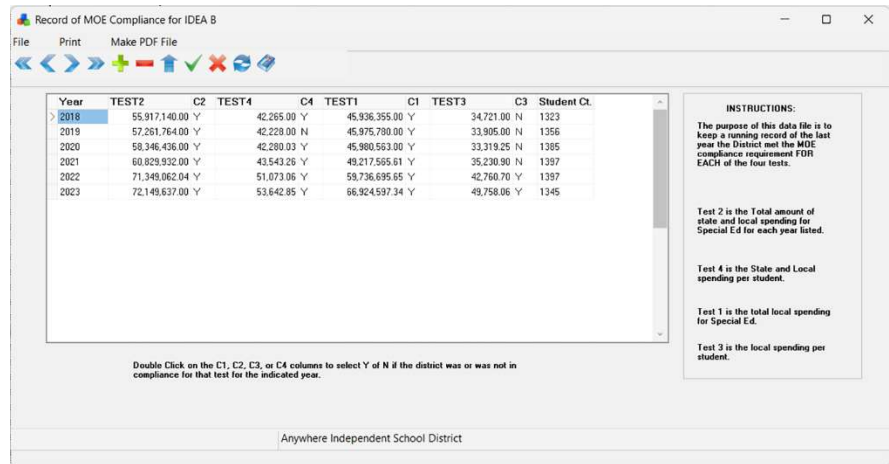 Record of MOE Compliance for IDEA B
File Print Make PDF File
Year TEST2 C2 TEST4 C4 TEST1 C1 TEST3 C3 Student Ct.
2018 55,917,140.00 Y 42,265.00 Y 45,936,355.00 Y 34,721.00 N 1323
2019 57,261,764.00 Y 42,228.00 N 45,975,780.00 Y 33,905.00 N 1356
2020 58,346,436.00 Y 42,280.03 Y 45,980,563.00 Y 33,319.25 N 1385
2021 60,829,932.00 Y 43,543.26 Y 49,217,565.61 Y 35,230.90 N 1397
2022 71,349,062.04 Y 51,073.06 Y 59,736,695.65 Y 42,760.70 Y 1397
2023 72,149,637.00 Y 53,642.85 Y 66,924,597.34 Y 49,758.06 Y 1345
INSTRUCTIONS:
The purpose of this data file is to
keep a running record of the last
year the District met the MOE
compliance requirement FOR
EACH of the four tests.
Test 2 is the Total amount of
state and local spending for
Special Ed for each year listed.
Test 4 is the State and Local
spending per student.
Test 1 is the total local spending
for Special Ed.
Test 3 is the local spending per
student.
Double Click on the C1, C2, C3, or C4 columns to select Y of N if the district was or was not in
compliance for that test for the indicated year.
Anywhere Independent School District